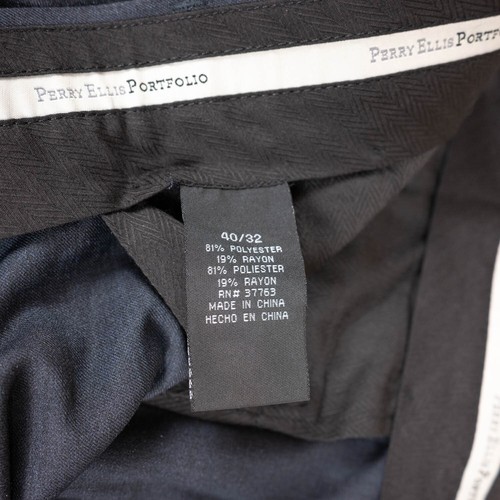 PERRY ELLIS PORTFOLIO
PERRY ELLIS PORTFOLIO
40/32
81% POLYESTER
19% RAYON
81% POLIESTER
19% RAYON
RN# 37763
MADE IN CHINA
HECHO EN CHINA